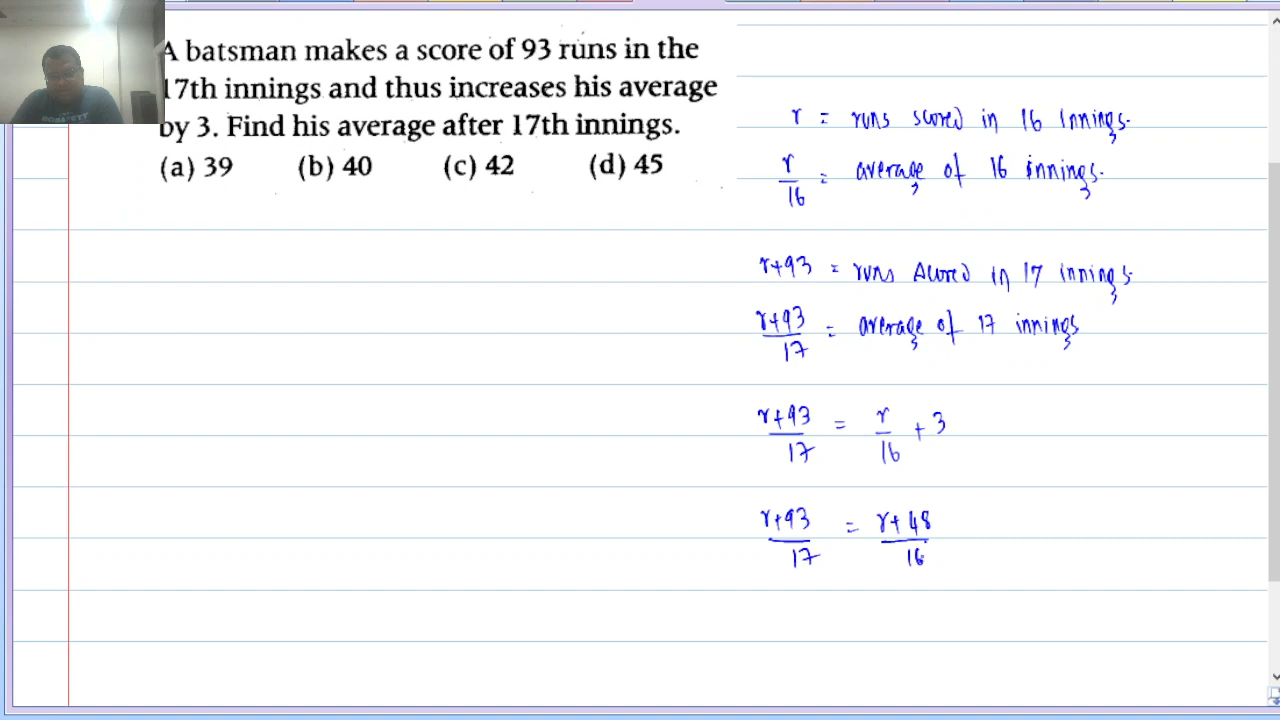 A batsman makes a score of 93 runs in the
17th innings and thus increases his average
by 3. Find his average after 17th innings.
(a) 39 (b) 40 (c) 42 (d) 45
r = runs scored in 16 innings.
r/16 = average of 16 innings.
r+93 = runs scored in 17 innings.
r+93/17 = average of 17 innings
r+93/17 = r/16 + 3
r+93/17 = r+48/16